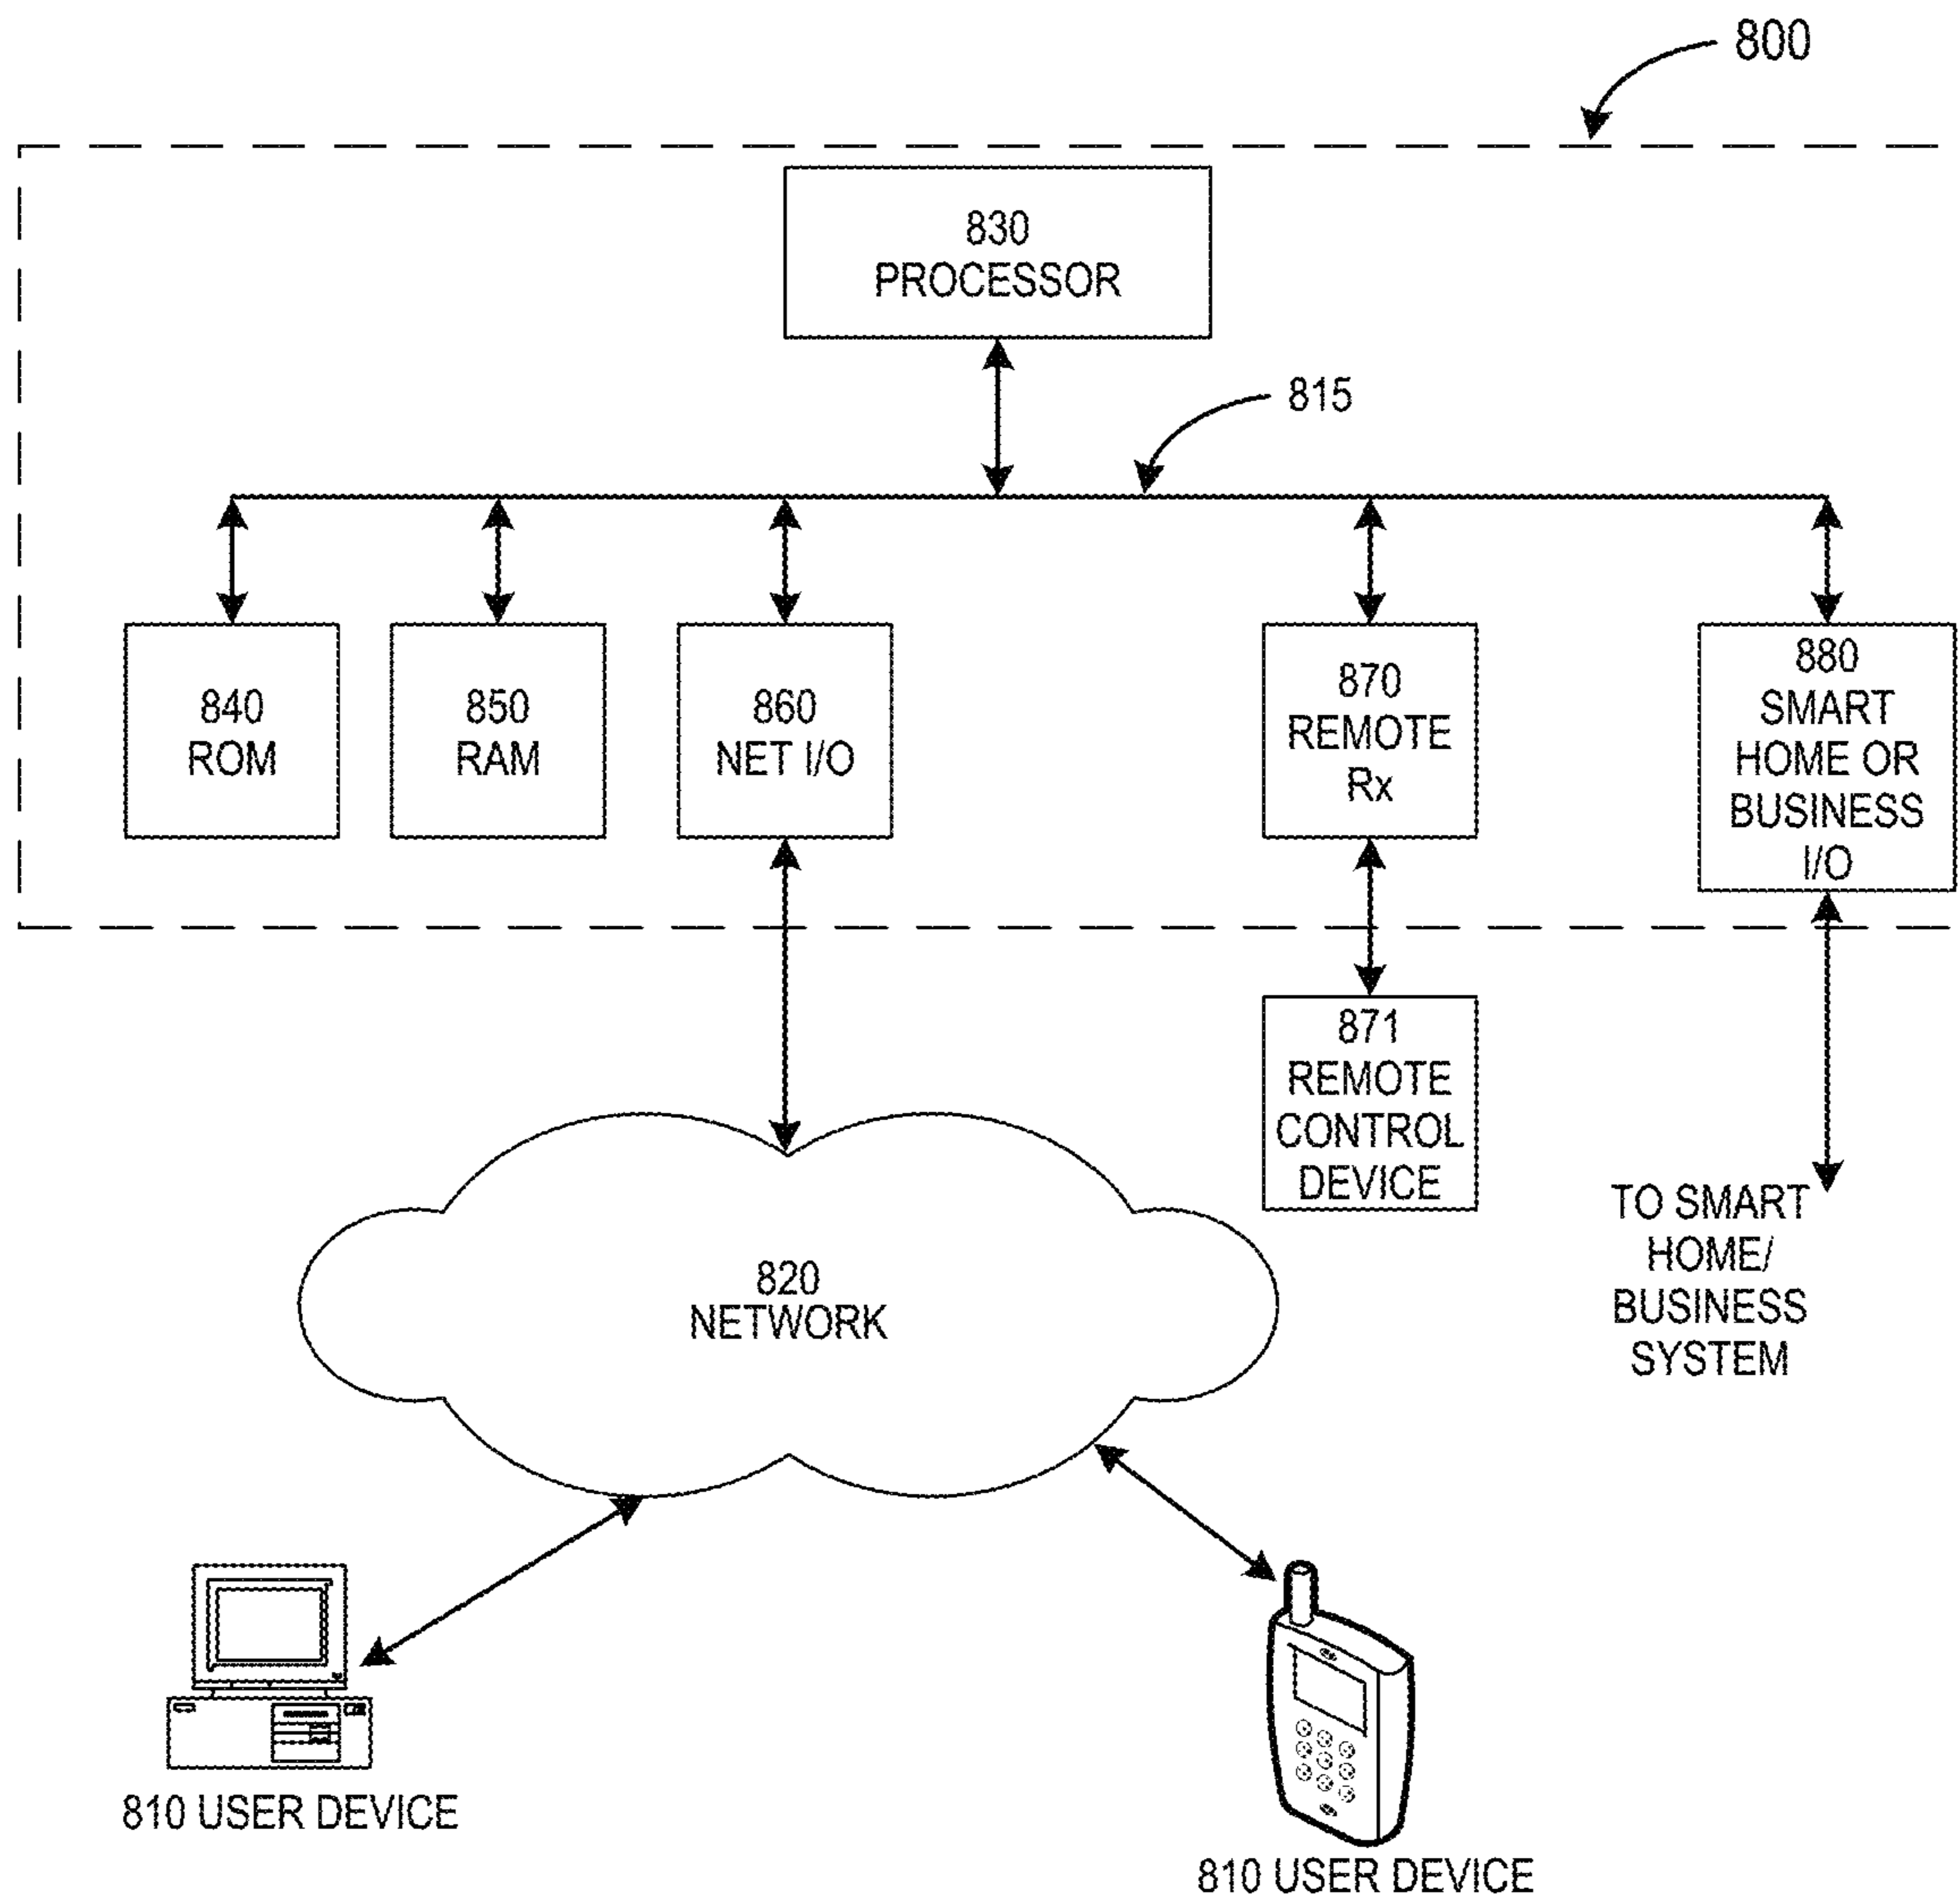 800
830
PROCESSOR
815
840
ROM
850
RAM
860
NET I/O
870
REMOTE
Rx
880
SMART
HOME OR
BUSINESS
I/O
871
REMOTE
CONTROL
DEVICE
820
NETWORK
TO SMART
HOME/
BUSINESS
SYSTEM
810 USER DEVICE
810 USER DEVICE